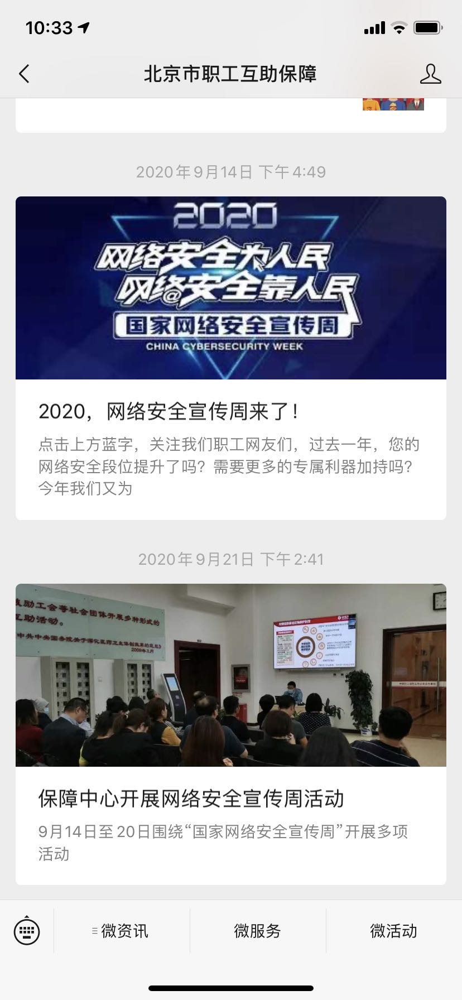 10:33
北京市职工互助保障
2020年9月14日 下午4:49
2020
网络安全为人民
网络安全靠人民
国家网络安全宣传周
CHINA CYBERSECURITY WEEK
2020，网络安全宣传周来了！
点击上方蓝字，关注我们职工网友们，过去一年，您的
网络安全段位提升了吗？需要更多的专属利器加持吗？
今年我们又为
2020年9月21日 下午2:41
鼓励工会等社会团体开展多种形式的
互助活动。
中共中央国务院关于深化医药卫生体制改革的意见》
2009年3月
保障中心开展网络安全宣传周活动
9月14日至20日围绕“国家网络安全宣传周”开展多项
活动
微资讯
微服务
微活动